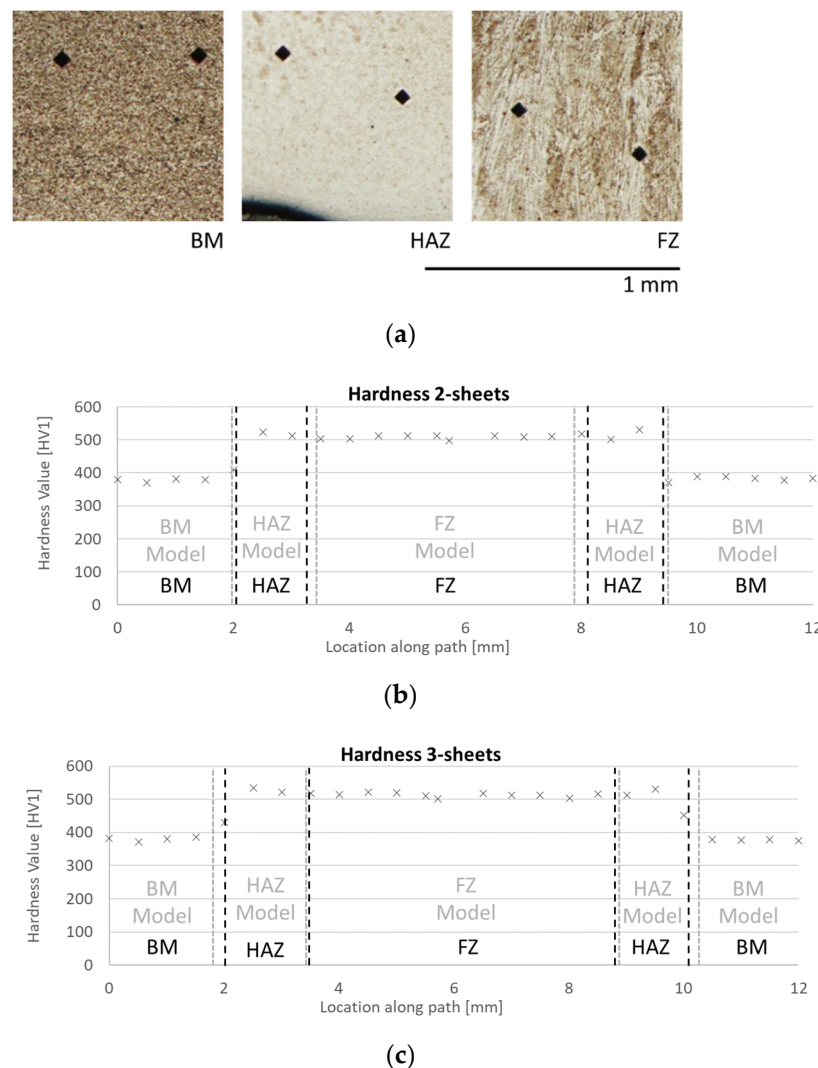 BM HAZ FZ
1 mm
(a)
Hardness 2-sheets
Hardness Value [HV1]
600
500
400
300
200
100
0
BM Model HAZ Model FZ Model HAZ Model BM Model
BM HAZ FZ HAZ BM
0 2 4 6 8 10 12
Location along path [mm]
(b)
Hardness 3-sheets
Hardness Value [HV1]
600
500
400
300
200
100
0
BM Model HAZ Model FZ Model HAZ Model BM Model
BM HAZ FZ HAZ BM
0 2 4 6 8 10 12
Location along path [mm]
(c)